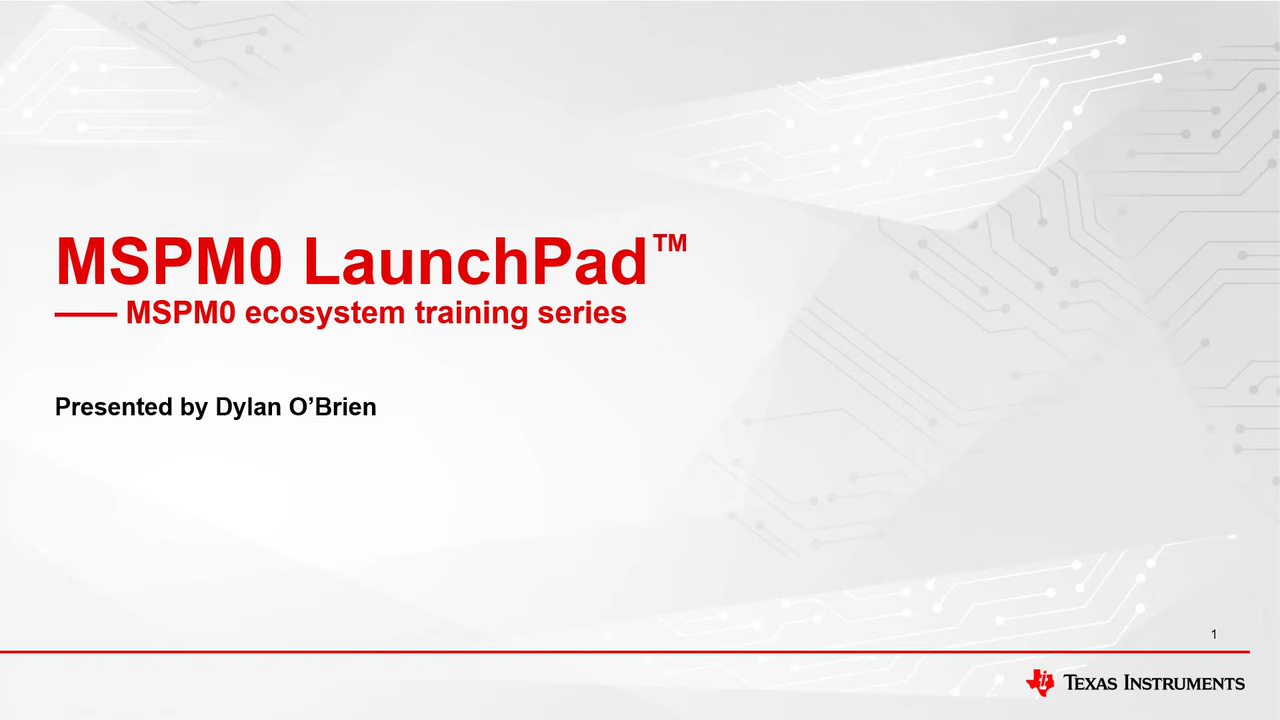 MSPM0 LaunchPad™
—— MSPM0 ecosystem training series
Presented by Dylan O’Brien
1
TEXAS INSTRUMENTS